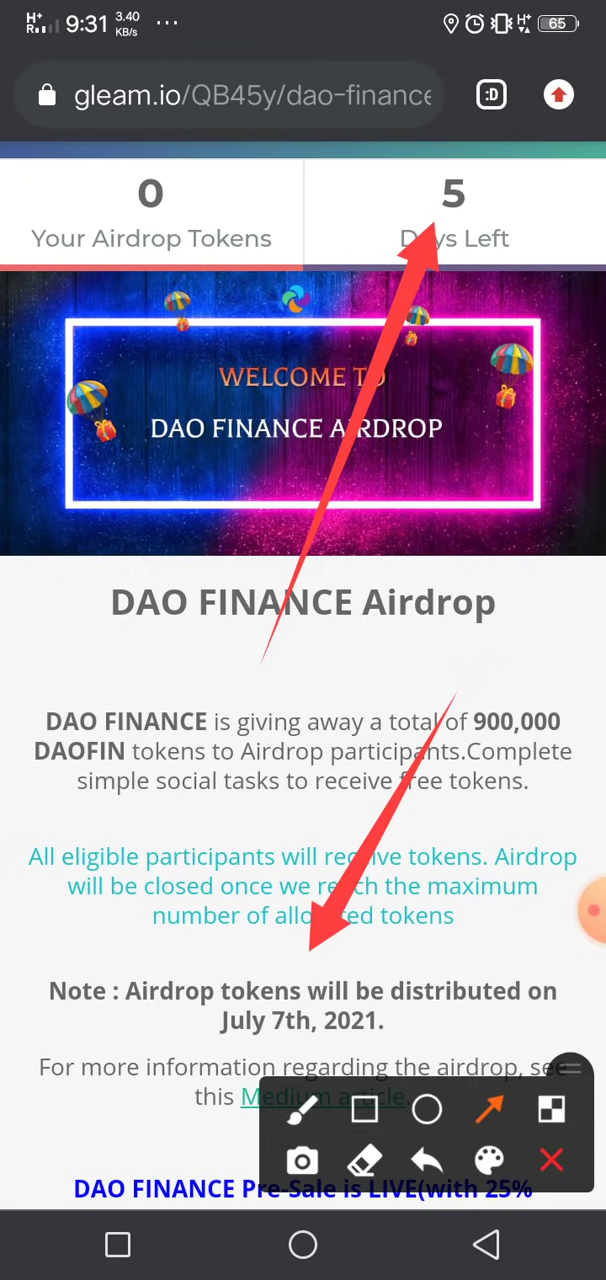 H+ R 9:31 3.40 KB/s ... H+ 65
gleam.io/QB45y/dao-finance :D
0 5
Your Airdrop Tokens Days Left
WELCOME TO
DAO FINANCE AIRDROP
DAO FINANCE Airdrop
DAO FINANCE is giving away a total of 900,000
DAOFIN tokens to Airdrop participants.Complete
simple social tasks to receive free tokens.
All eligible participants will receive tokens. Airdrop
will be closed once we reach the maximum
number of allocated tokens
Note : Airdrop tokens will be distributed on
July 7th, 2021.
For more information regarding the airdrop, see
this Medium article.
DAO FINANCE Pre-Sale is LIVE(with 25%